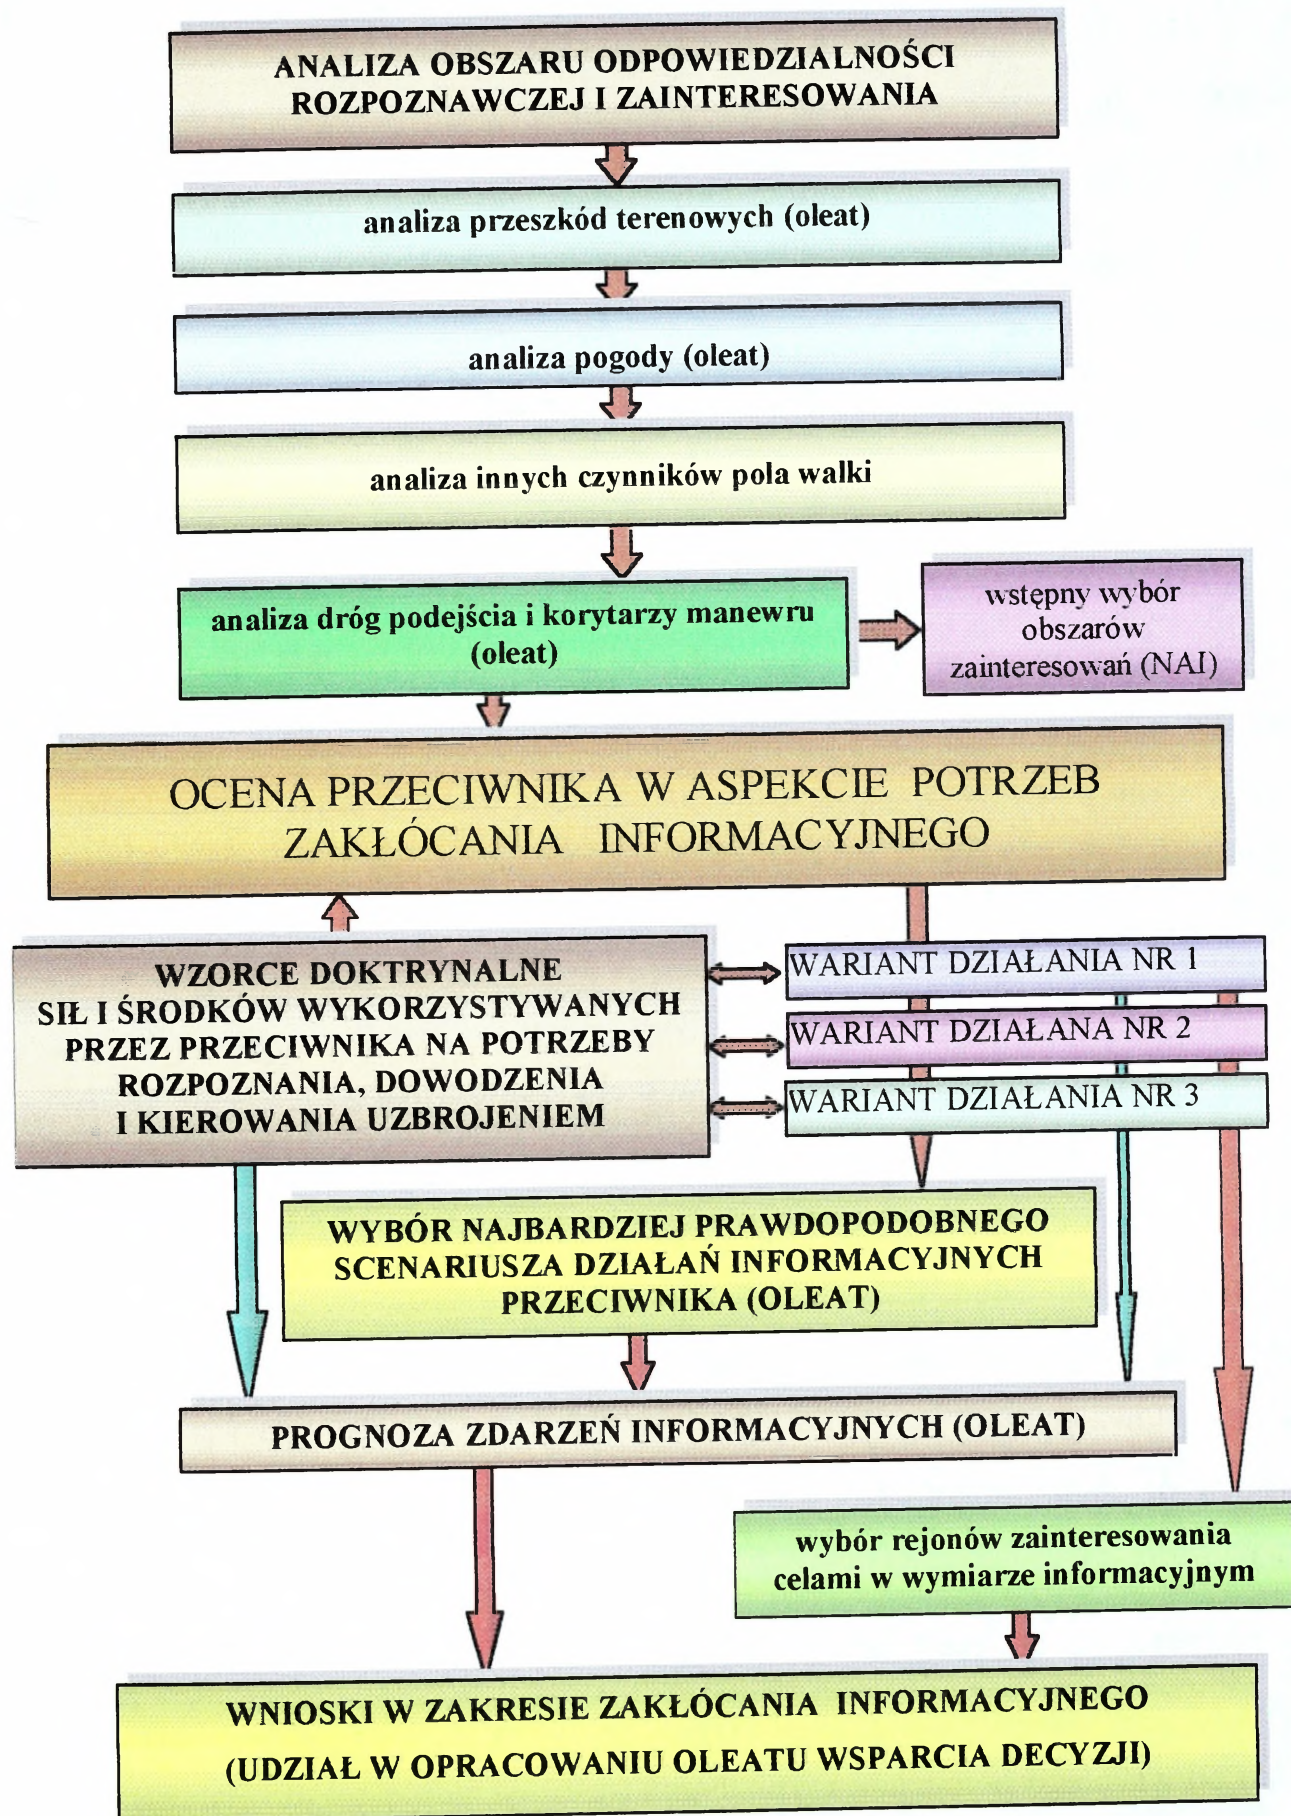 ANALIZA OBSZARU ODPOWIEDZIALNOŚCI
ROZPOZNAWCZEJ I ZAINTERESOWANIA
analiza przeszkód terenowych (oleat)
analiza pogody (oleat)
analiza innych czynników pola walki
analiza dróg podejścia i korytarzy manewru
(oleat)
wstępny wybór
obszarów
zainteresowań (NAI)
OCENA PRZECIWNIKA W ASPEKCIE POTRZEB
ZAKŁÓCANIA INFORMACYJNEGO
WZORCE DOKTRYNALNE
SIŁ I ŚRODKÓW WYKORZYSTYWANYCH
PRZEZ PRZECIWNIKA NA POTRZEBY
ROZPOZNANIA, DOWODZENIA
I KIEROWANIA UZBROJENIEM
WARIANT DZIAŁANIA NR 1
WARIANT DZIAŁANA NR 2
WARIANT DZIAŁANIA NR 3
WYBÓR NAJBARDZIEJ PRAWDOPODOBNEGO
SCENARIUSZA DZIAŁAŃ INFORMACYJNYCH
PRZECIWNIKA (OLEAT)
PROGNOZA ZDARZEŃ INFORMACYJNYCH (OLEAT)
wybór rejonów zainteresowania
celami w wymiarze informacyjnym
WNIOSKI W ZAKRESIE ZAKŁÓCANIA INFORMACYJNEGO
(UDZIAŁ W OPRACOWANIU OLEATU WSPARCIA DECYZJI)